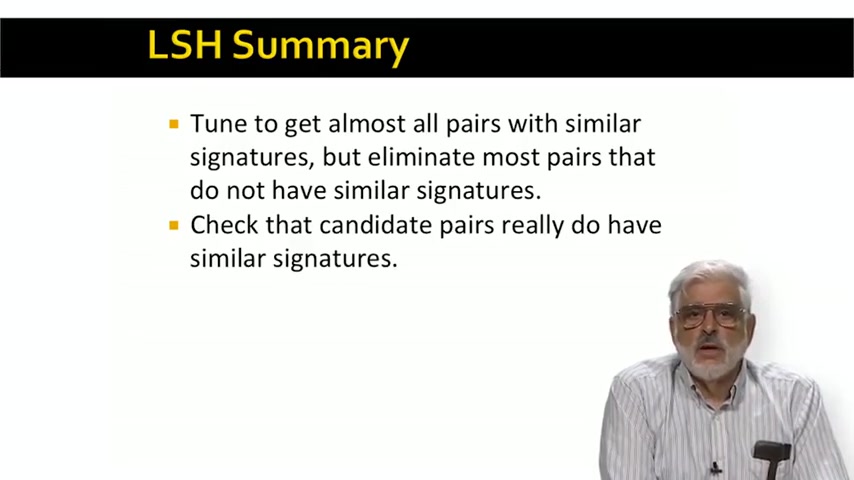 LSH Summary
Tune to get almost all pairs with similar
signatures, but eliminate most pairs that
do not have similar signatures.
Check that candidate pairs really do have
similar signatures.